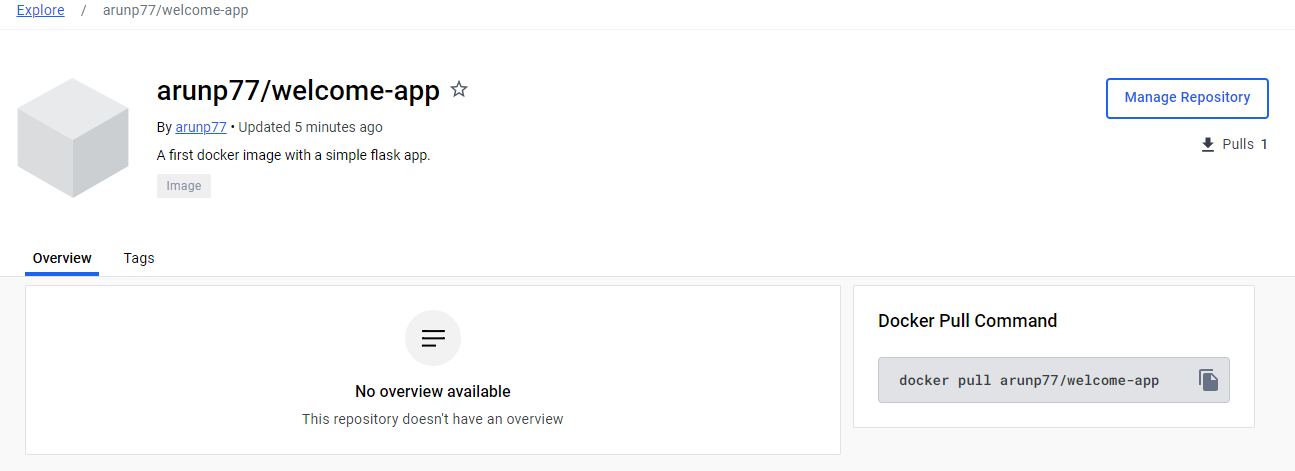 Explore / arunp77/welcome-app
arunp77/welcome-app
Manage Repository
By arunp77 • Updated 5 minutes ago
Pulls 1
A first docker image with a simple flask app.
Image
Overview Tags
No overview available
This repository doesn't have an overview
Docker Pull Command
docker pull arunp77/welcome-app